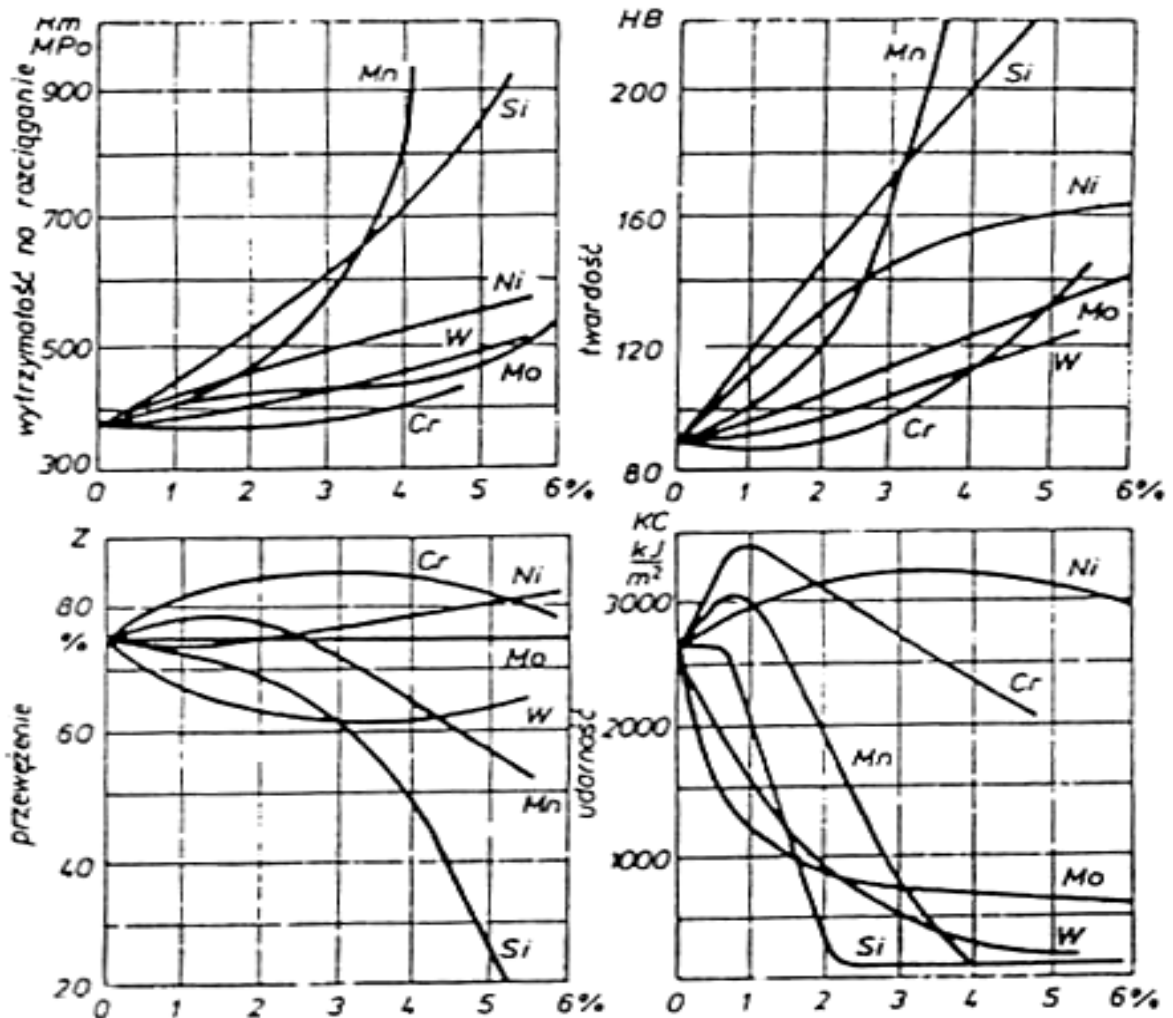 Rm
MPa
wytrzymałość na rozciąganie
900
700
500
300
Mn
Si
Ni
W
Mo
Cr
0 1 2 3 4 5 6%
HB
twardość
200
160
120
80
Mn
Si
Ni
Mo
W
Cr
0 1 2 3 4 5 6%
Z
80
%
przewężenie
60
40
20
Cr
Ni
Mo
W
Mn
Si
0 1 2 3 4 5 6%
KC
kJ
m²
udarność
3000
2000
1000
Ni
Cr
Mn
Mo
W
Si
0 1 2 3 4 5 6%